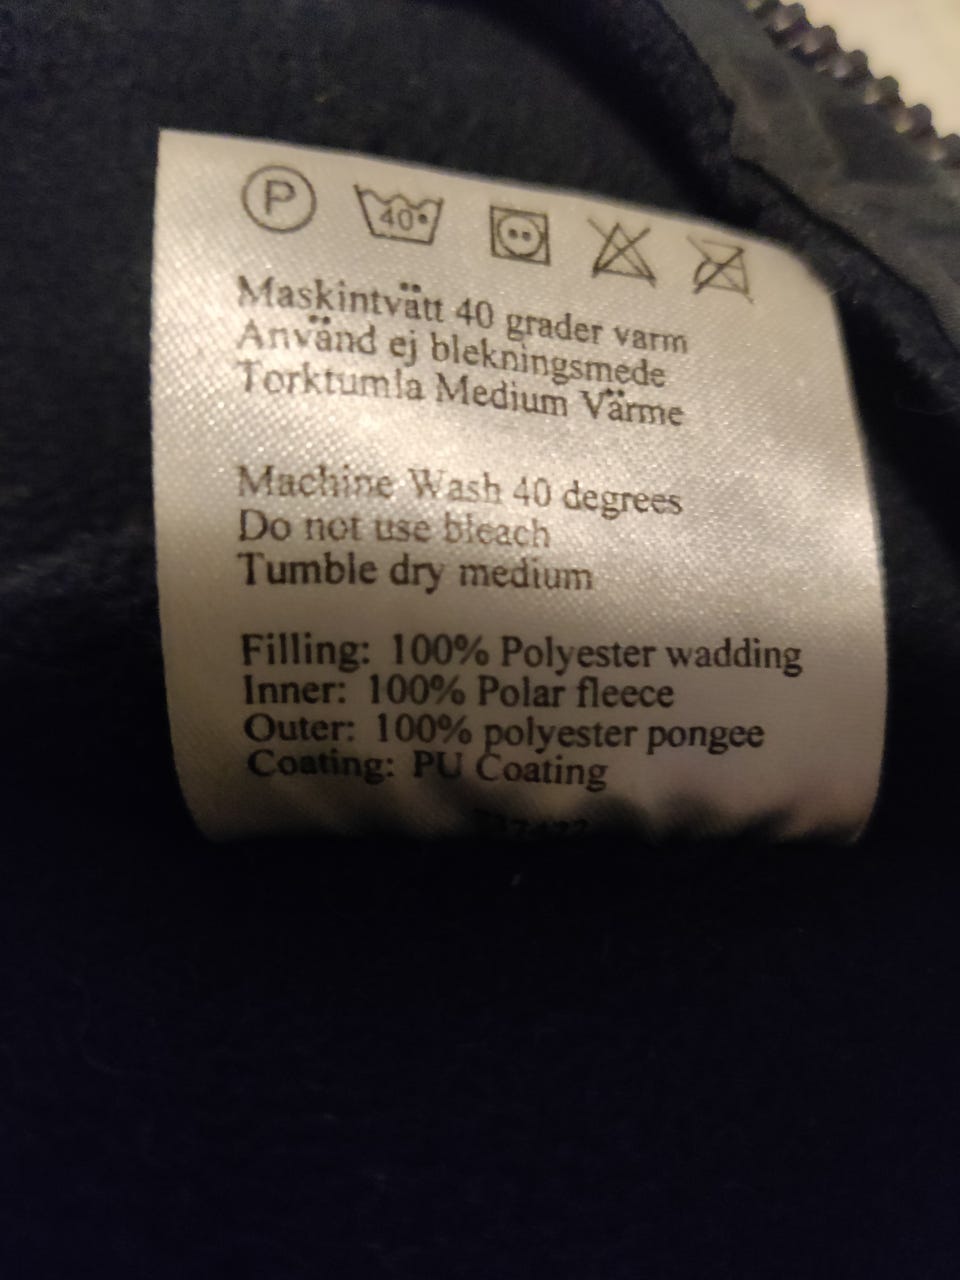 P 40°
Maskintvätt 40 grader varm
Använd ej blekningsmede
Torktumla Medium Värme
Machine Wash 40 degrees
Do not use bleach
Tumble dry medium
Filling: 100% Polyester wadding
Inner: 100% Polar fleece
Outer: 100% polyester pongee
Coating: PU Coating